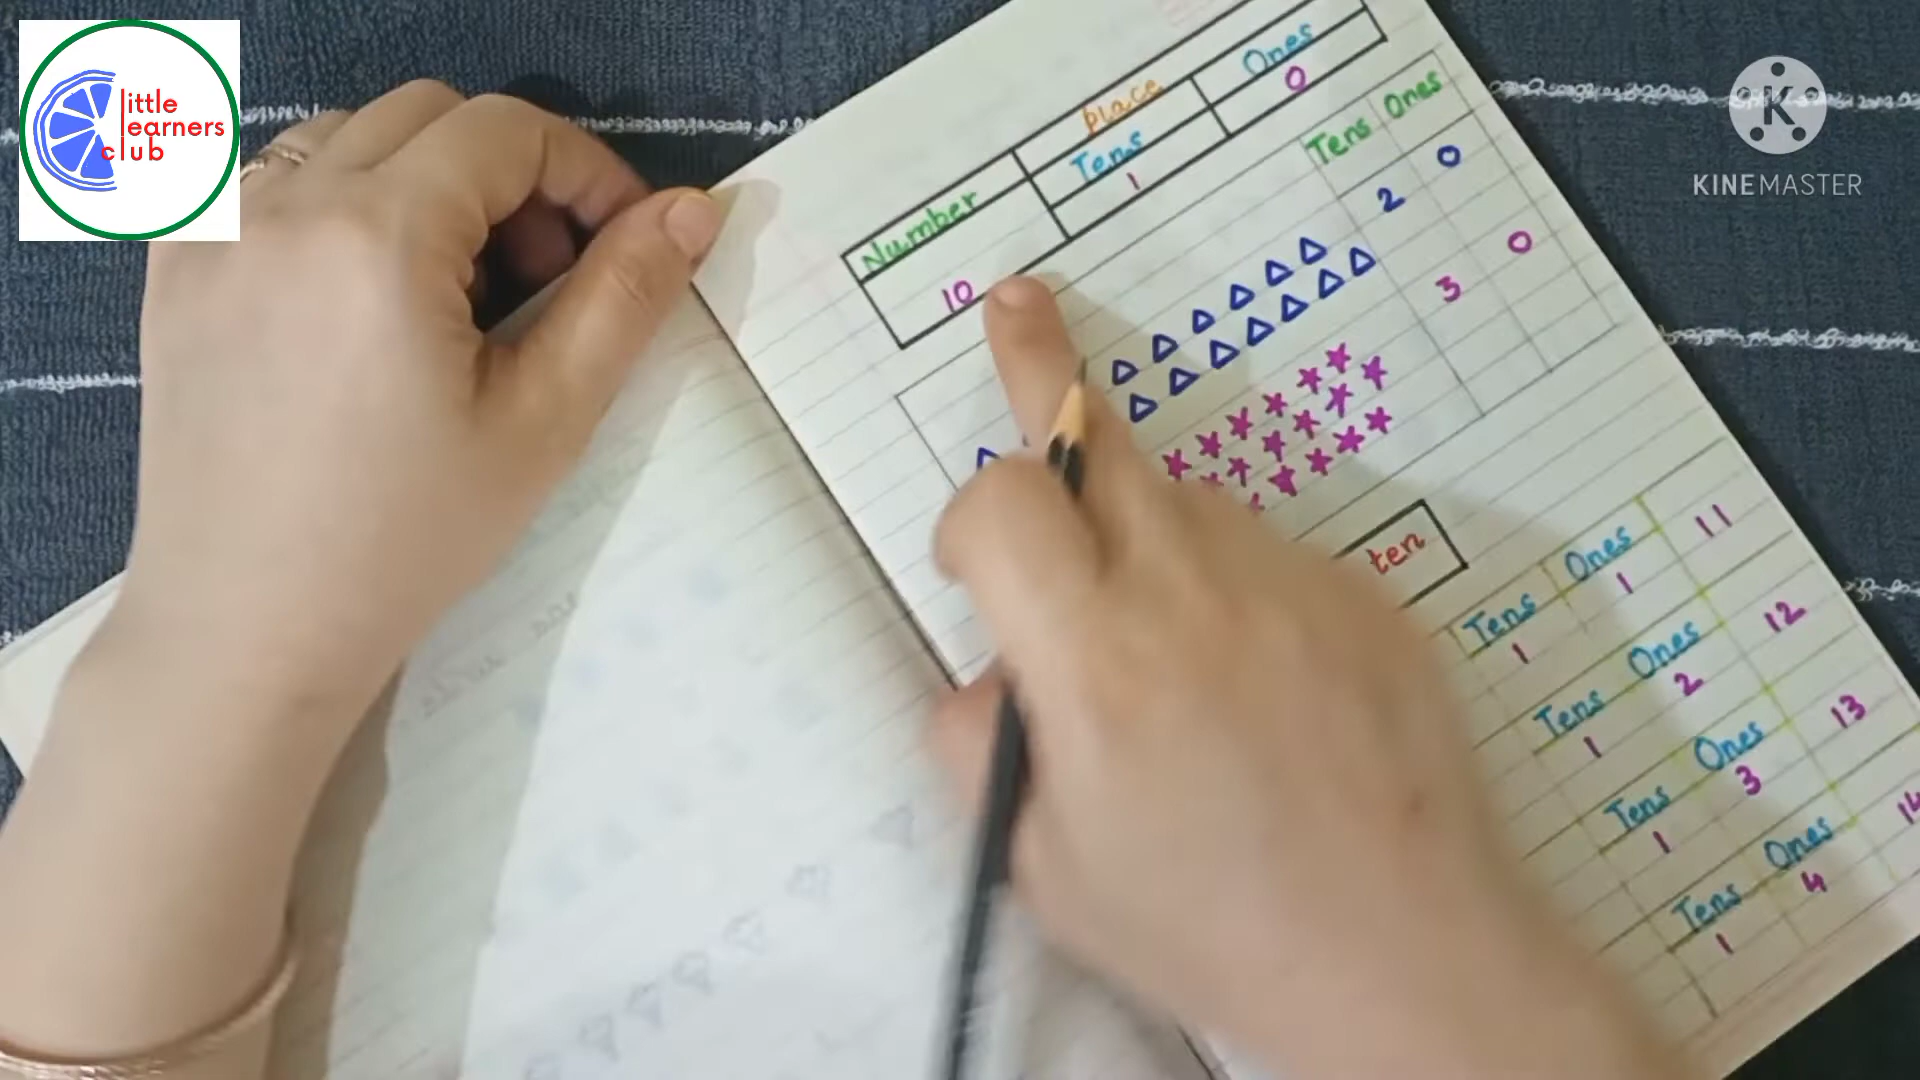 little
learners
club
KINEMASTER
Number place
Tens Ones
10 1 0
Tens Ones
2 0
3 0
ten
Tens Ones 11
1 1
Tens Ones 12
1 2
Tens Ones 13
1 3
Tens Ones 14
1 4